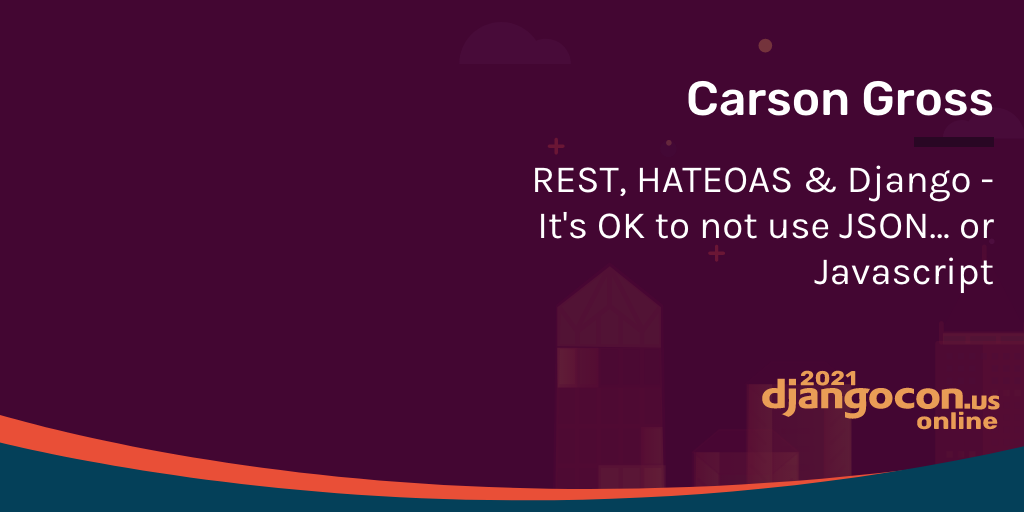 Carson Gross
REST, HATEOAS & Django -
It's OK to not use JSON... or
Javascript
2021
djangocon.us
online